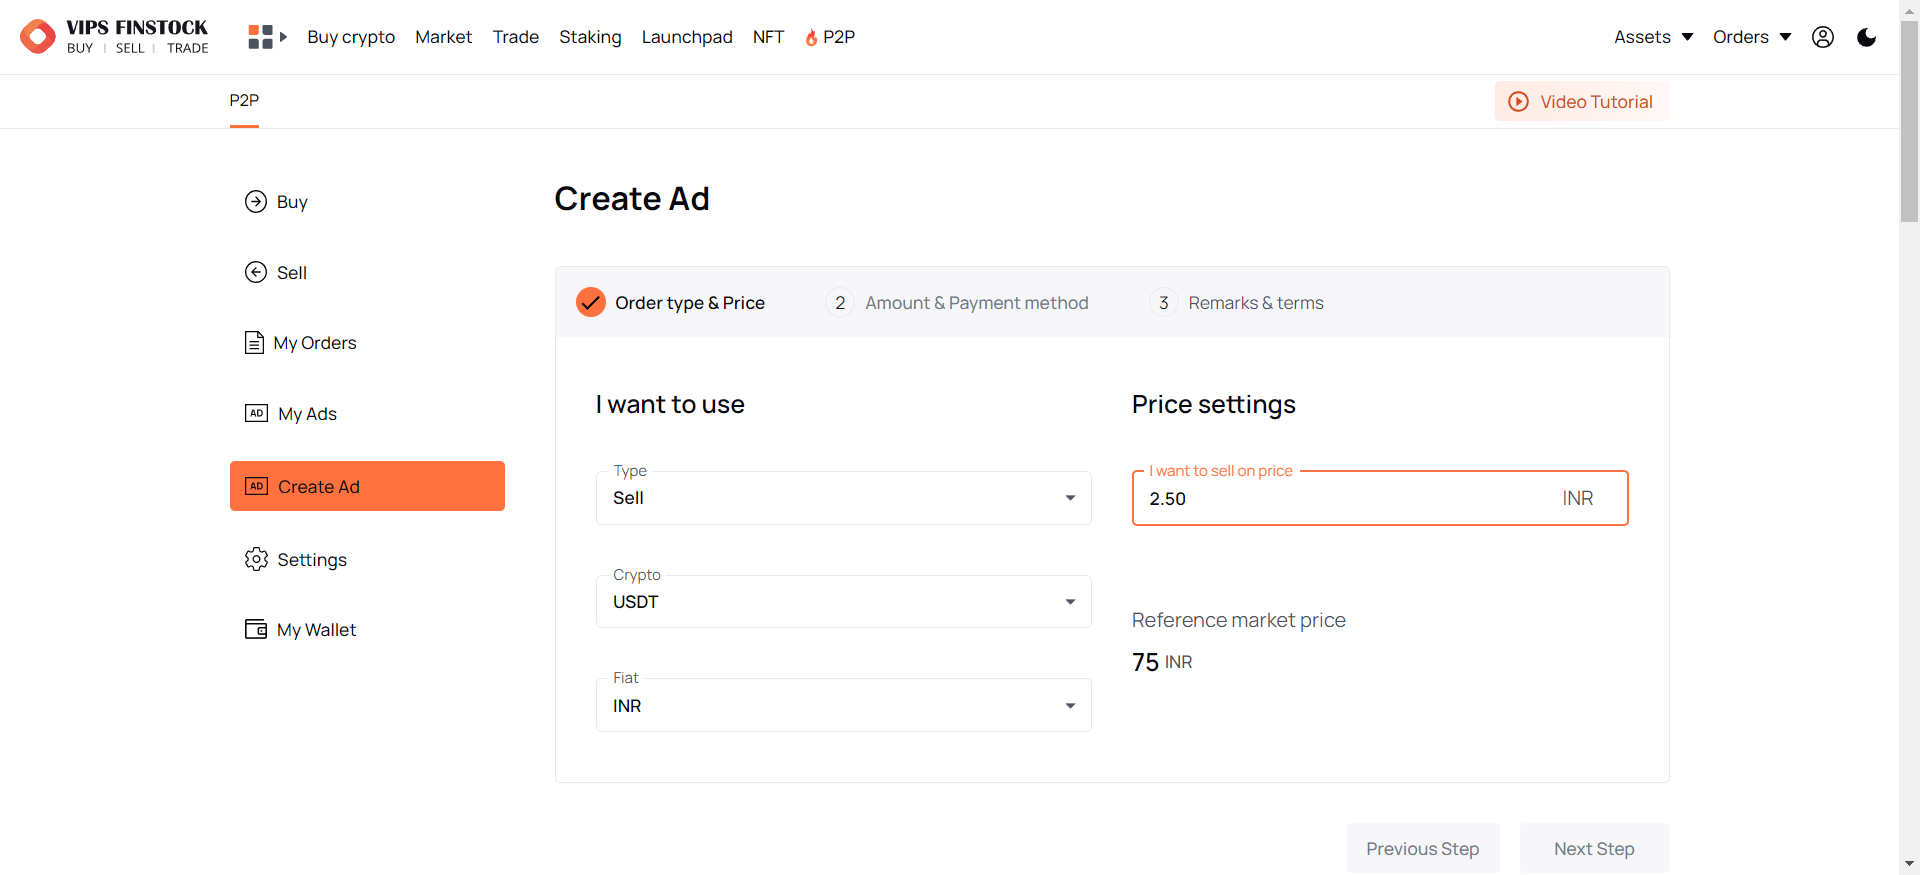 VIPS FINSTOCK
BUY | SELL | TRADE
Buy crypto
Market
Trade
Staking
Launchpad
NFT
P2P
Assets
Orders
P2P
Video Tutorial
Buy
Sell
My Orders
AD My Ads
AD Create Ad
Settings
My Wallet
Create Ad
Order type & Price
2 Amount & Payment method
3 Remarks & terms
I want to use
Type
Sell
Crypto
USDT
Fiat
INR
Price settings
I want to sell on price
2.50 INR
Reference market price
75 INR
Previous Step
Next Step